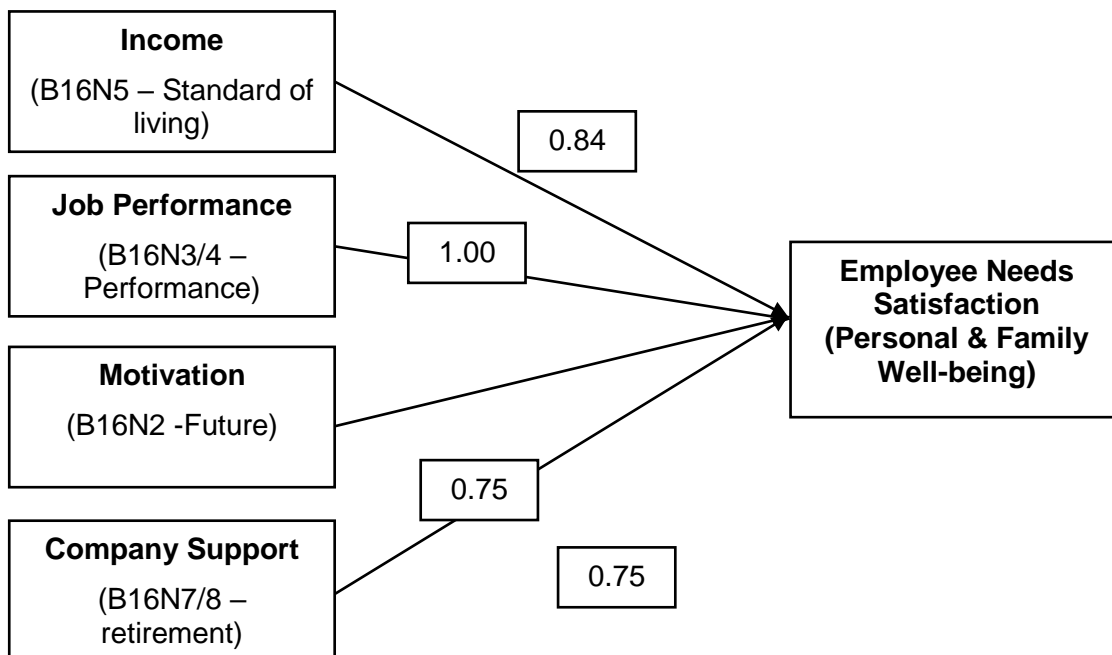 Income
(B16N5 – Standard of
living)
0.84
Job Performance
(B16N3/4 –
Performance)
1.00
Employee Needs
Satisfaction
(Personal & Family
Well-being)
Motivation
(B16N2 -Future)
0.75
Company Support
(B16N7/8 –
retirement)
0.75